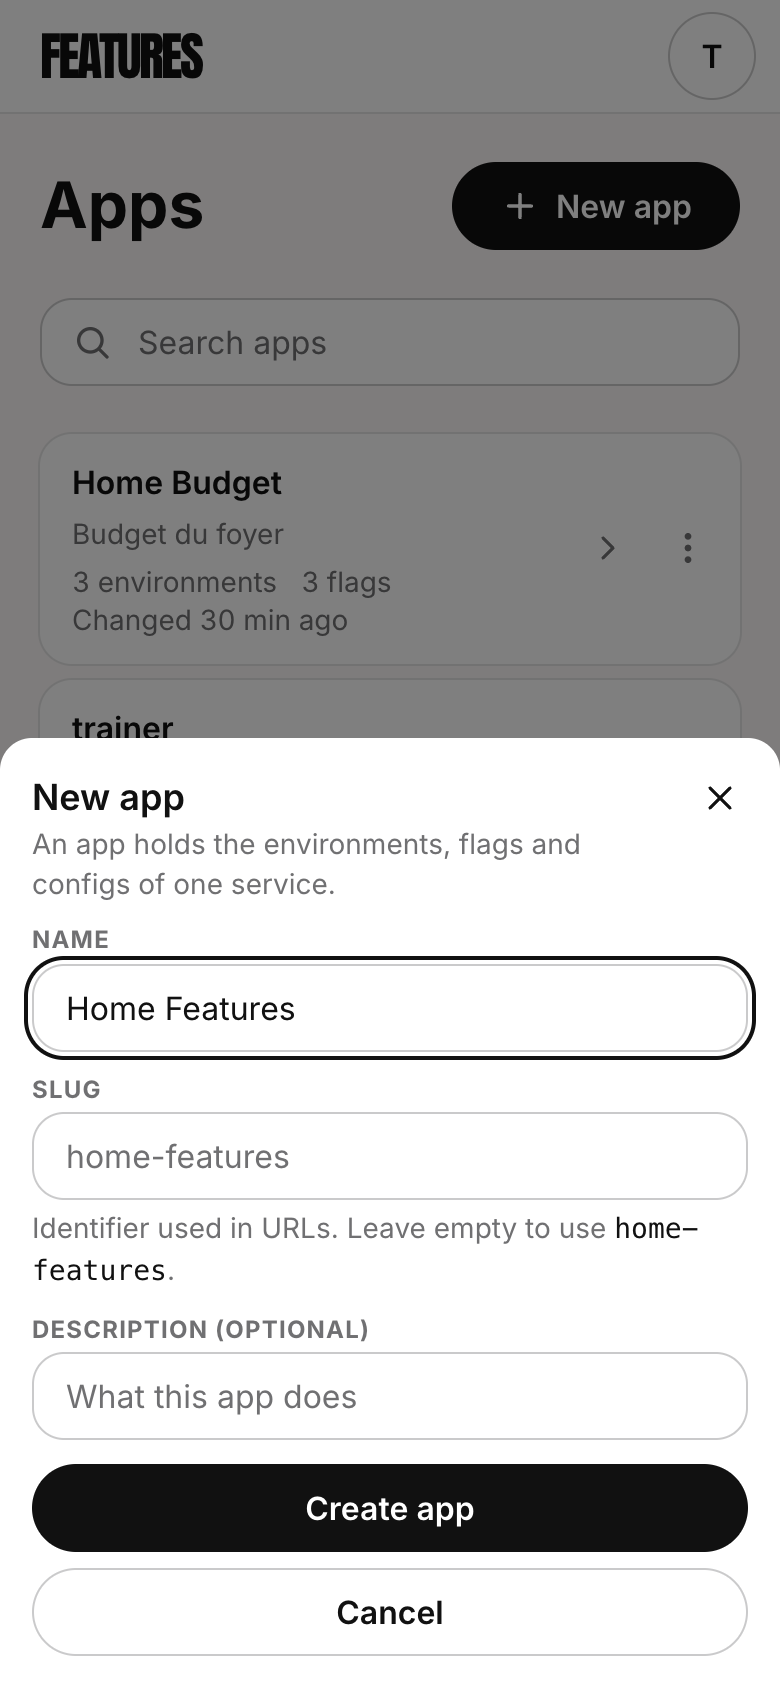 FEATURES
T
Apps
New app
Search apps
Home Budget
Budget du foyer
3 environments 3 flags
Changed 30 min ago
trainer
New app
An app holds the environments, flags and
configs of one service.
NAME
Home Features
SLUG
home-features
Identifier used in URLs. Leave empty to use home-
features.
DESCRIPTION (OPTIONAL)
What this app does
Create app
Cancel